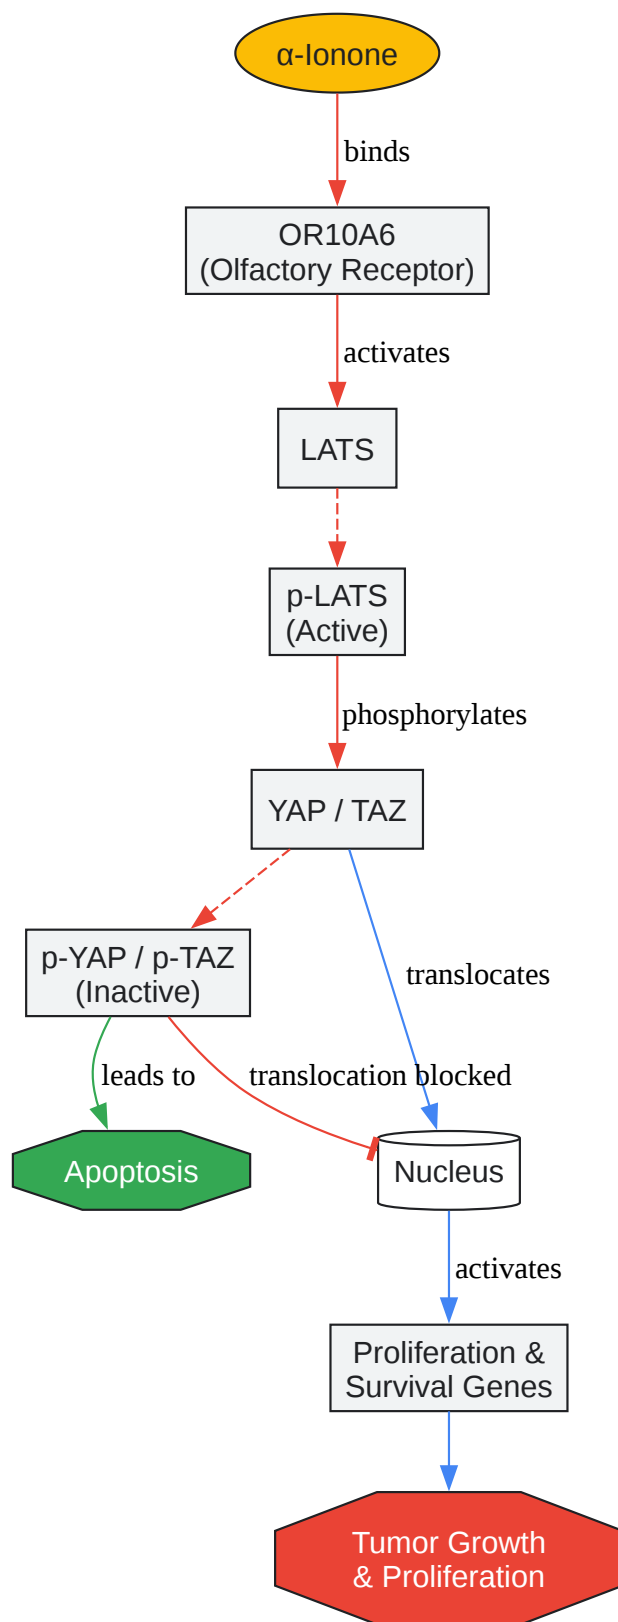 α-Ionone
binds
OR10A6
(Olfactory Receptor)
activates
LATS
p-LATS
(Active)
phosphorylates
YAP / TAZ
p-YAP / p-TAZ
(Inactive)
translocates
leads to
translocation blocked
Apoptosis
Nucleus
activates
Proliferation &
Survival Genes
Tumor Growth
& Proliferation